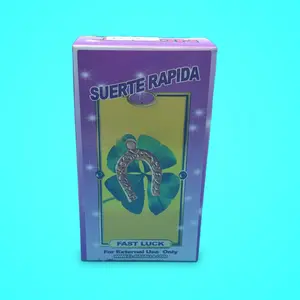 SUERTE RAPIDA
FAST LUCK
For External Use Only